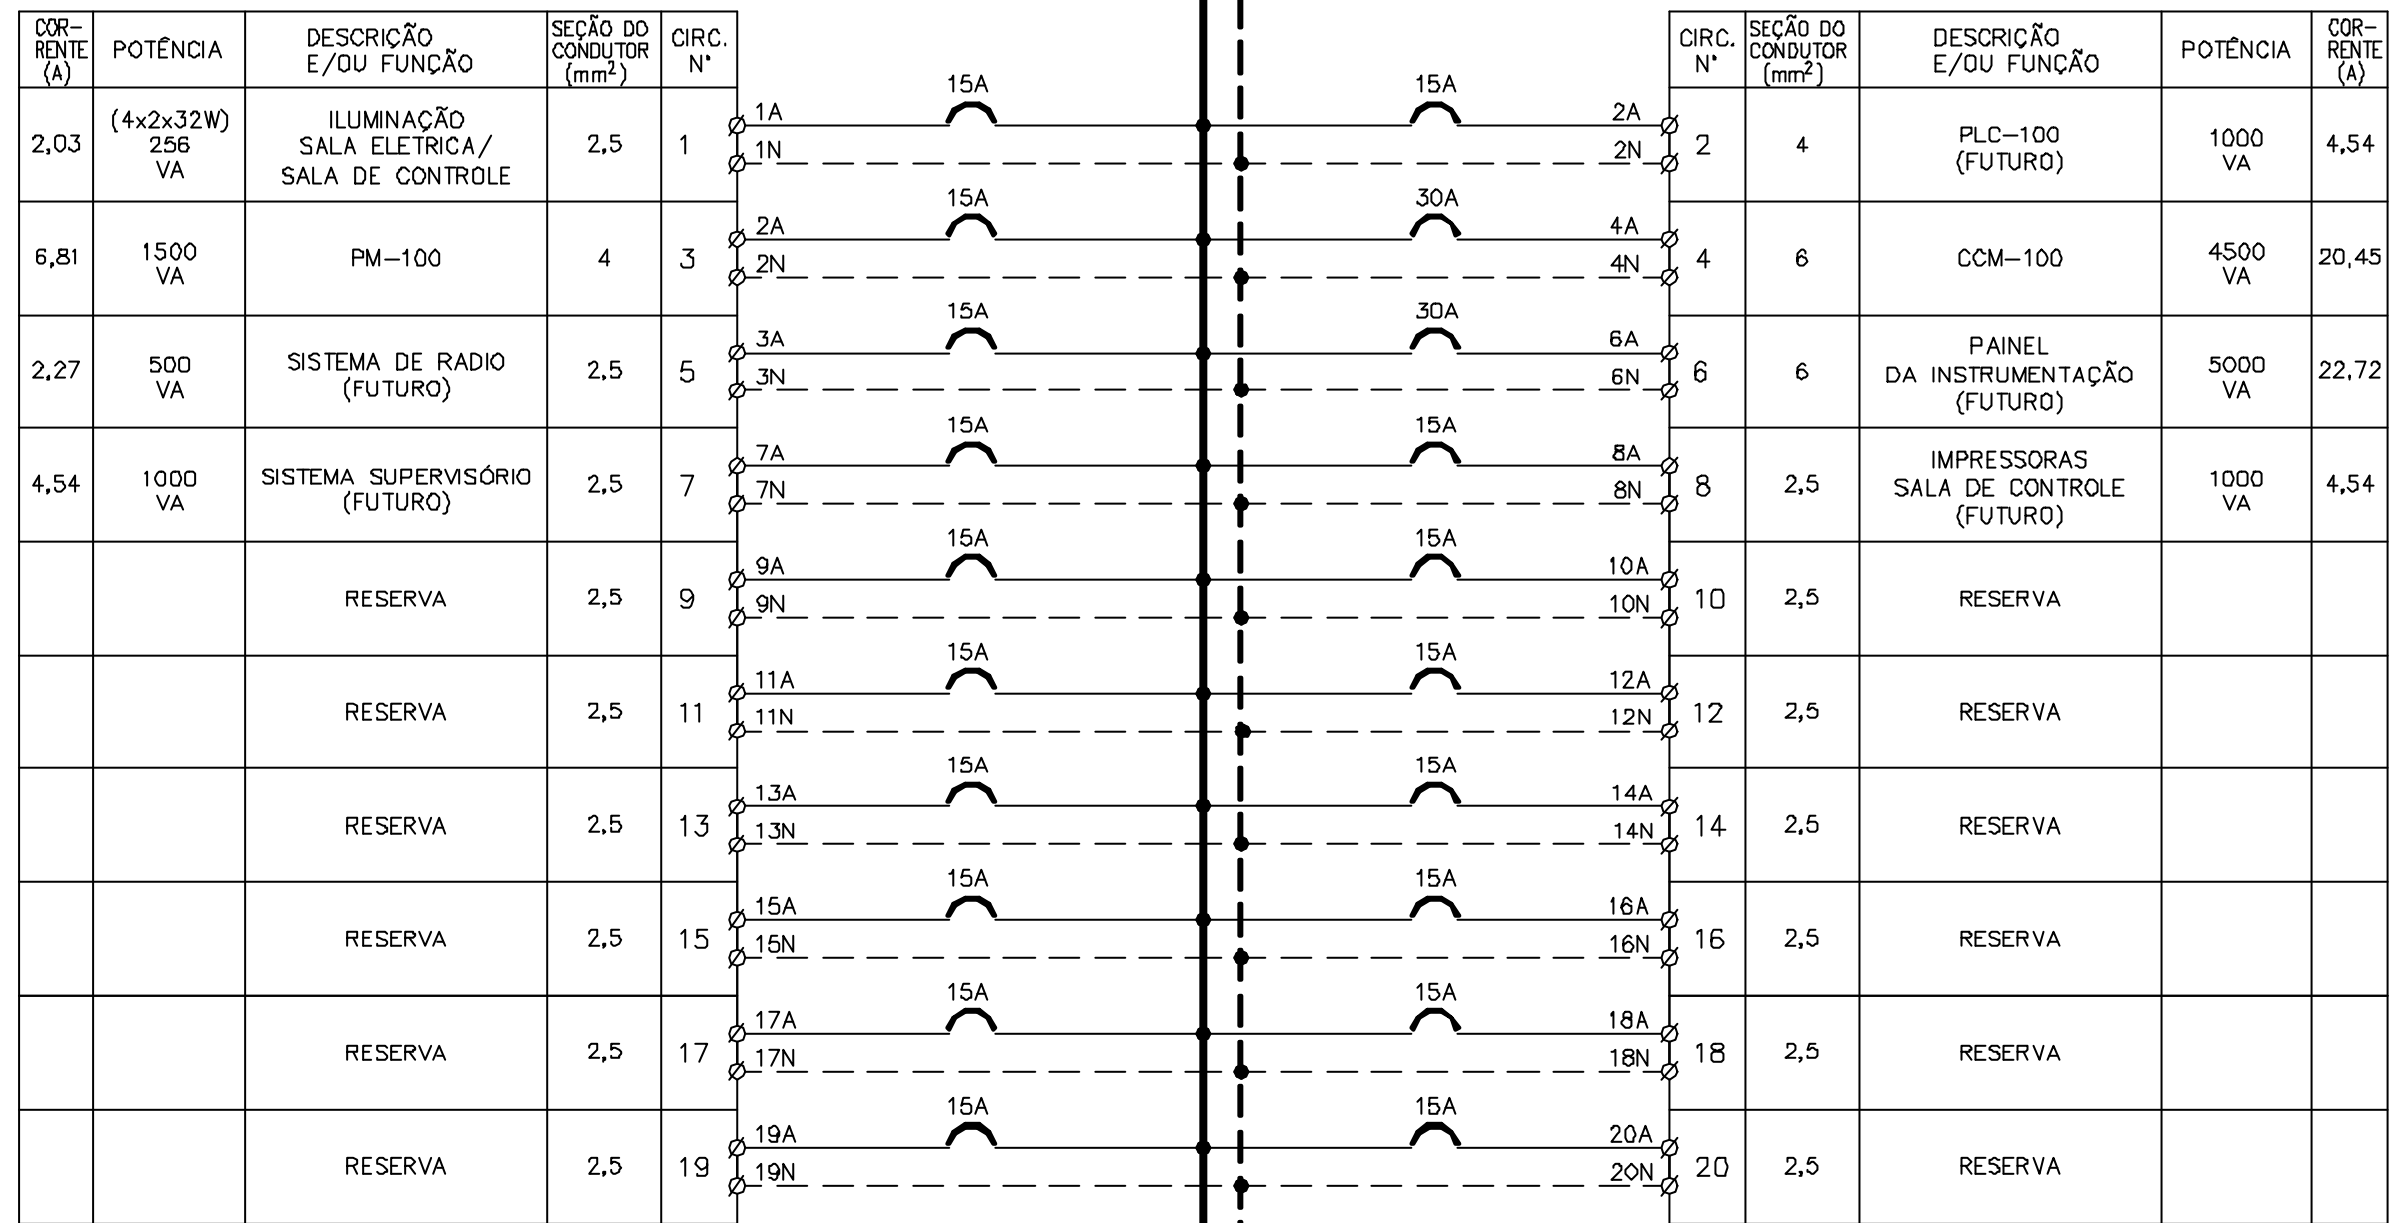 COR-
RENTE
(A)
POTÊNCIA
DESCRIÇÃO
E/OU FUNÇÃO
SEÇÃO DO
CONDUTOR
(mm²)
CIRC.
N°
CIRC.
N°
SEÇÃO DO
CONDUTOR
(mm²)
DESCRIÇÃO
E/OU FUNÇÃO
POTÊNCIA
COR-
RENTE
(A)
2,03
(4x2x32W)
256
VA
ILUMINAÇÃO
SALA ELETRICA/
SALA DE CONTROLE
2,5
1
1A
1N
15A
15A
2A
2N
2
4
PLC-100
(FUTURO)
1000
VA
4,54
6,81
1500
VA
PM-100
4
3
2A
2N
15A
30A
4A
4N
4
6
CCM-100
4500
VA
20,45
2,27
500
VA
SISTEMA DE RADIO
(FUTURO)
2,5
5
3A
3N
15A
30A
6A
6N
6
6
PAINEL
DA INSTRUMENTAÇÃO
(FUTURO)
5000
VA
22,72
4,54
1000
VA
SISTEMA SUPERVISÓRIO
(FUTURO)
2,5
7
7A
7N
15A
15A
8A
8N
8
2,5
IMPRESSORAS
SALA DE CONTROLE
(FUTURO)
1000
VA
4,54
RESERVA
2,5
9
9A
9N
15A
15A
10A
10N
10
2,5
RESERVA
RESERVA
2,5
11
11A
11N
15A
15A
12A
12N
12
2,5
RESERVA
RESERVA
2,5
13
13A
13N
15A
15A
14A
14N
14
2,5
RESERVA
RESERVA
2,5
15
15A
15N
15A
15A
16A
16N
16
2,5
RESERVA
RESERVA
2,5
17
17A
17N
15A
15A
18A
18N
18
2,5
RESERVA
RESERVA
2,5
19
19A
19N
15A
15A
20A
20N
20
2,5
RESERVA